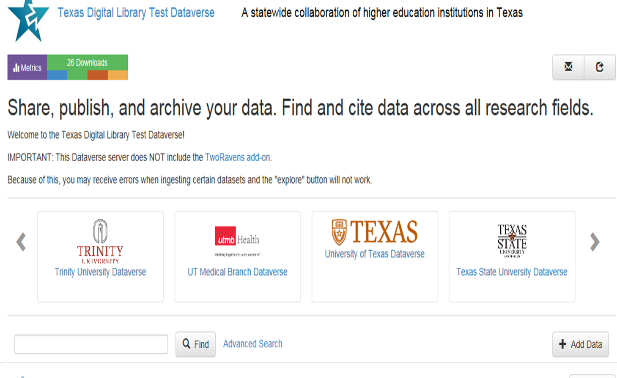 Texas Digital Library Test Dataverse A statewide collaboration of higher education institutions in Texas
Metrics 26 Downloads
Share, publish, and archive your data. Find and cite data across all research fields.
Welcome to the Texas Digital Library Test Dataverse!
IMPORTANT: This Dataverse server does NOT include the TwoRavens add-on.
Because of this, you may receive errors when ingesting certain datasets and the "explore" button will not work.
TRINITY
UNIVERSITY
Trinity University Dataverse
utmb Health
UT Medical Branch Dataverse
TEXAS
University of Texas Dataverse
TEXAS
STATE
UNIVERSITY
Texas State University Dataverse
Find Advanced Search Add Data